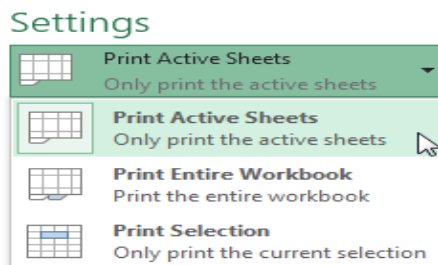 Settings
Print Active Sheets
Only print the active sheets
Print Active Sheets
Only print the active sheets
Print Entire Workbook
Print the entire workbook
Print Selection
Only print the current selection